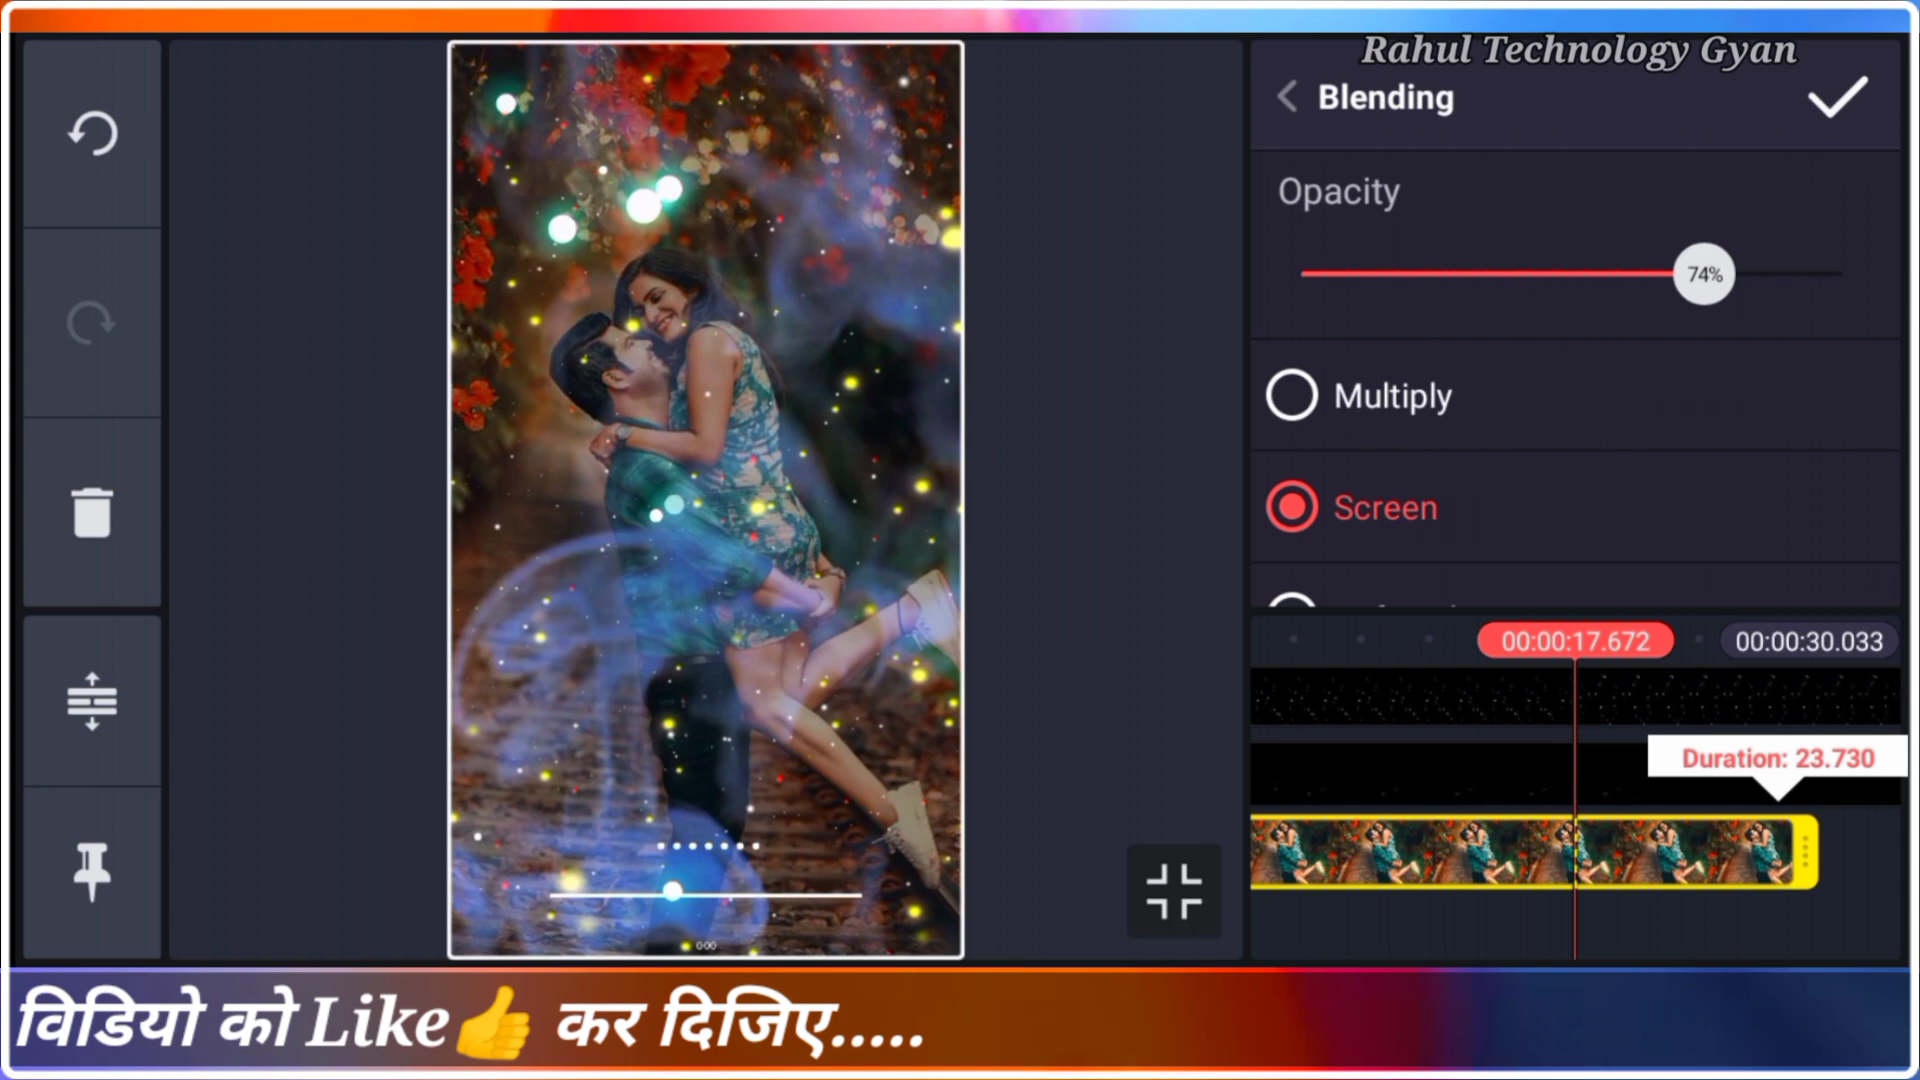 Rahul Technology Gyan
Blending
Opacity
74%
Multiply
Screen
00:00:17.672
00:00:30.033
Duration: 23.730
विडियो को Like👍 कर दिजिए.....